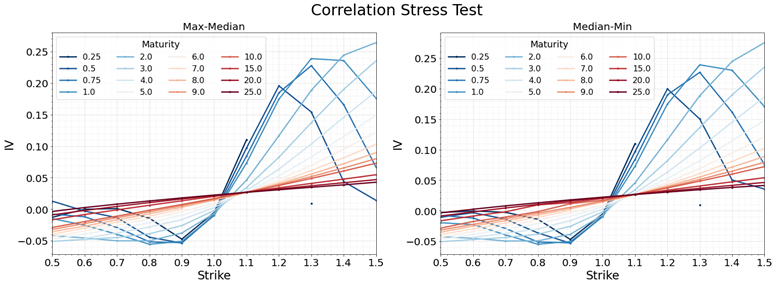 Correlation Stress Test
Max-Median
IV
0.25
0.20
0.15
0.10
0.05
0.00
−0.05
Maturity
0.25 2.0 6.0 10.0
0.5 3.0 7.0 15.0
0.75 4.0 8.0 20.0
1.0 5.0 9.0 25.0
0.5 0.6 0.7 0.8 0.9 1.0 1.1 1.2 1.3 1.4 1.5
Strike
Median-Min
IV
0.25
0.20
0.15
0.10
0.05
0.00
−0.05
Maturity
0.25 2.0 6.0 10.0
0.5 3.0 7.0 15.0
0.75 4.0 8.0 20.0
1.0 5.0 9.0 25.0
0.5 0.6 0.7 0.8 0.9 1.0 1.1 1.2 1.3 1.4 1.5
Strike